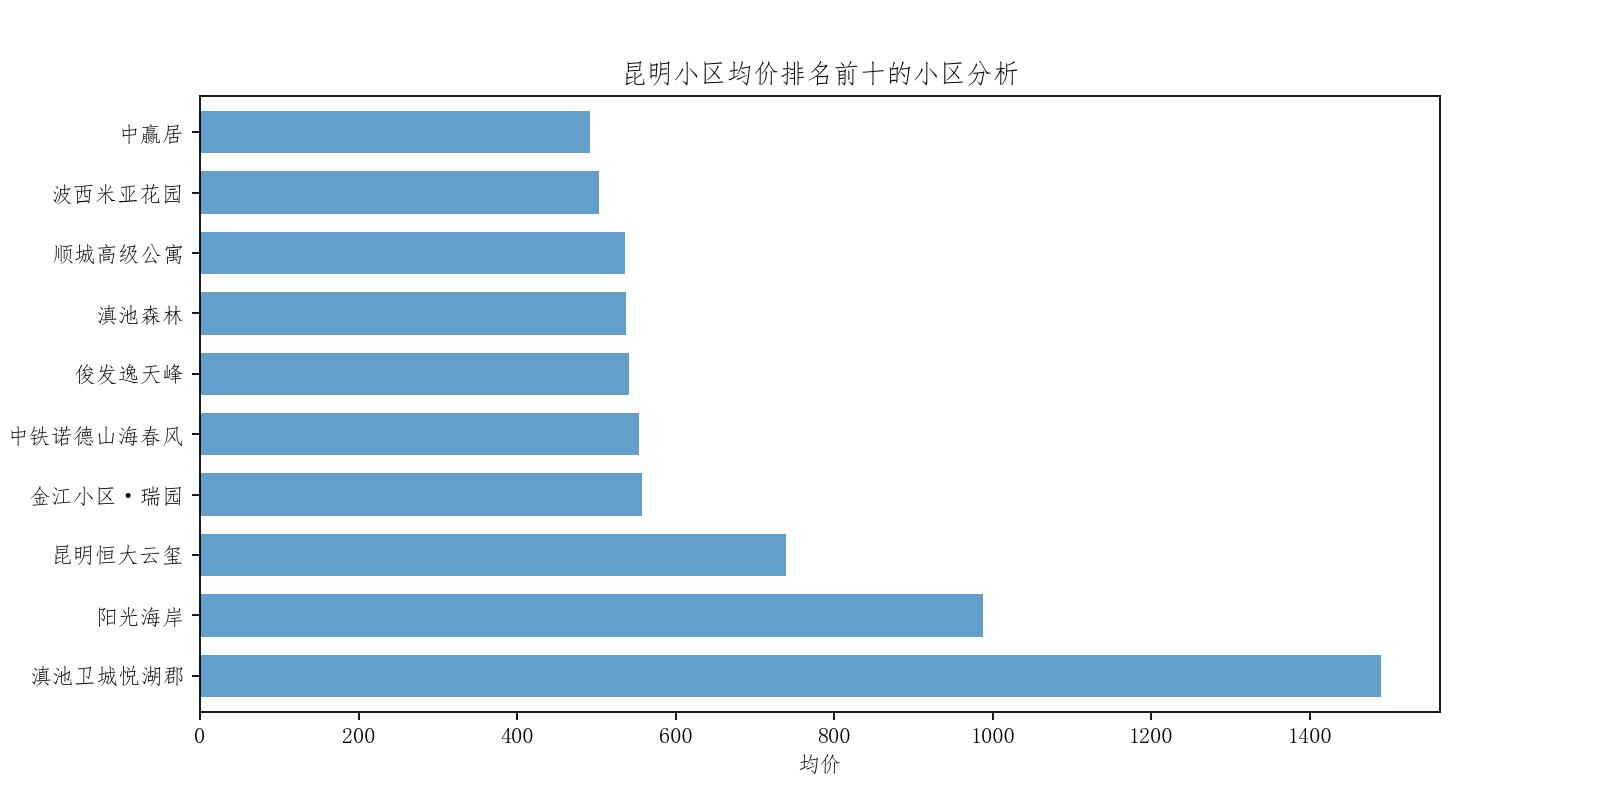 昆明小区均价排名前十的小区分析
中赢居
波西米亚花园
顺城高级公寓
滇池森林
俊发逸天峰
中铁诺德山海春风
金江小区·瑞园
昆明恒大云玺
阳光海岸
滇池卫城悦湖郡
0 200 400 600 800 1000 1200 1400
均价